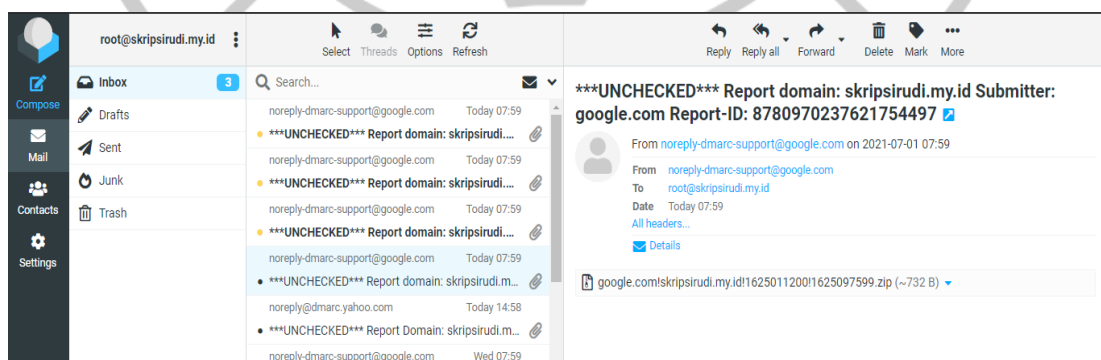 root@skripsirudi.my.id
Select Threads Options Refresh
Reply Reply all Forward Delete Mark More
Compose
Mail
Contacts
Settings
Inbox 3
Drafts
Sent
Junk
Trash
Search...
noreply-dmarc-support@google.com Today 07:59
***UNCHECKED*** Report domain: skripsirudi....
noreply-dmarc-support@google.com Today 07:59
***UNCHECKED*** Report domain: skripsirudi....
noreply-dmarc-support@google.com Today 07:59
***UNCHECKED*** Report domain: skripsirudi....
noreply-dmarc-support@google.com Today 07:59
***UNCHECKED*** Report domain: skripsirudi.m...
noreply@dmarc.yahoo.com Today 14:58
***UNCHECKED*** Report Domain: skripsirudi.m...
noreply-dmarc-support@google.com Wed 07:59
***UNCHECKED*** Report domain: skripsirudi.my.id Submitter:
google.com Report-ID: 8780970237621754497
From noreply-dmarc-support@google.com on 2021-07-01 07:59
From noreply-dmarc-support@google.com
To root@skripsirudi.my.id
Date Today 07:59
All headers...
Details
google.com!skripsirudi.my.id!1625011200!1625097599.zip (~732 B)